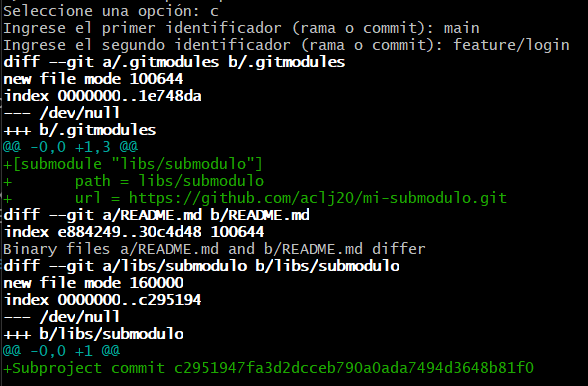 Seleccione una opción: c
Ingrese el primer identificador (rama o commit): main
Ingrese el segundo identificador (rama o commit): feature/login
diff --git a/.gitmodules b/.gitmodules
new file mode 100644
index 0000000..1e748da
--- /dev/null
+++ b/.gitmodules
@@ -0,0 +1,3 @@
+[submodule "libs/submodulo"]
+       path = libs/submodulo
+       url = https://github.com/aclj20/mi-submodulo.git
diff --git a/README.md b/README.md
index e884249..30c4d48 100644
Binary files a/README.md and b/README.md differ
diff --git a/libs/submodulo b/libs/submodulo
new file mode 160000
index 0000000..c295194
--- /dev/null
+++ b/libs/submodulo
@@ -0,0 +1 @@
+Subproject commit c2951947fa3d2dcceb790a0ada7494d3648b81f0